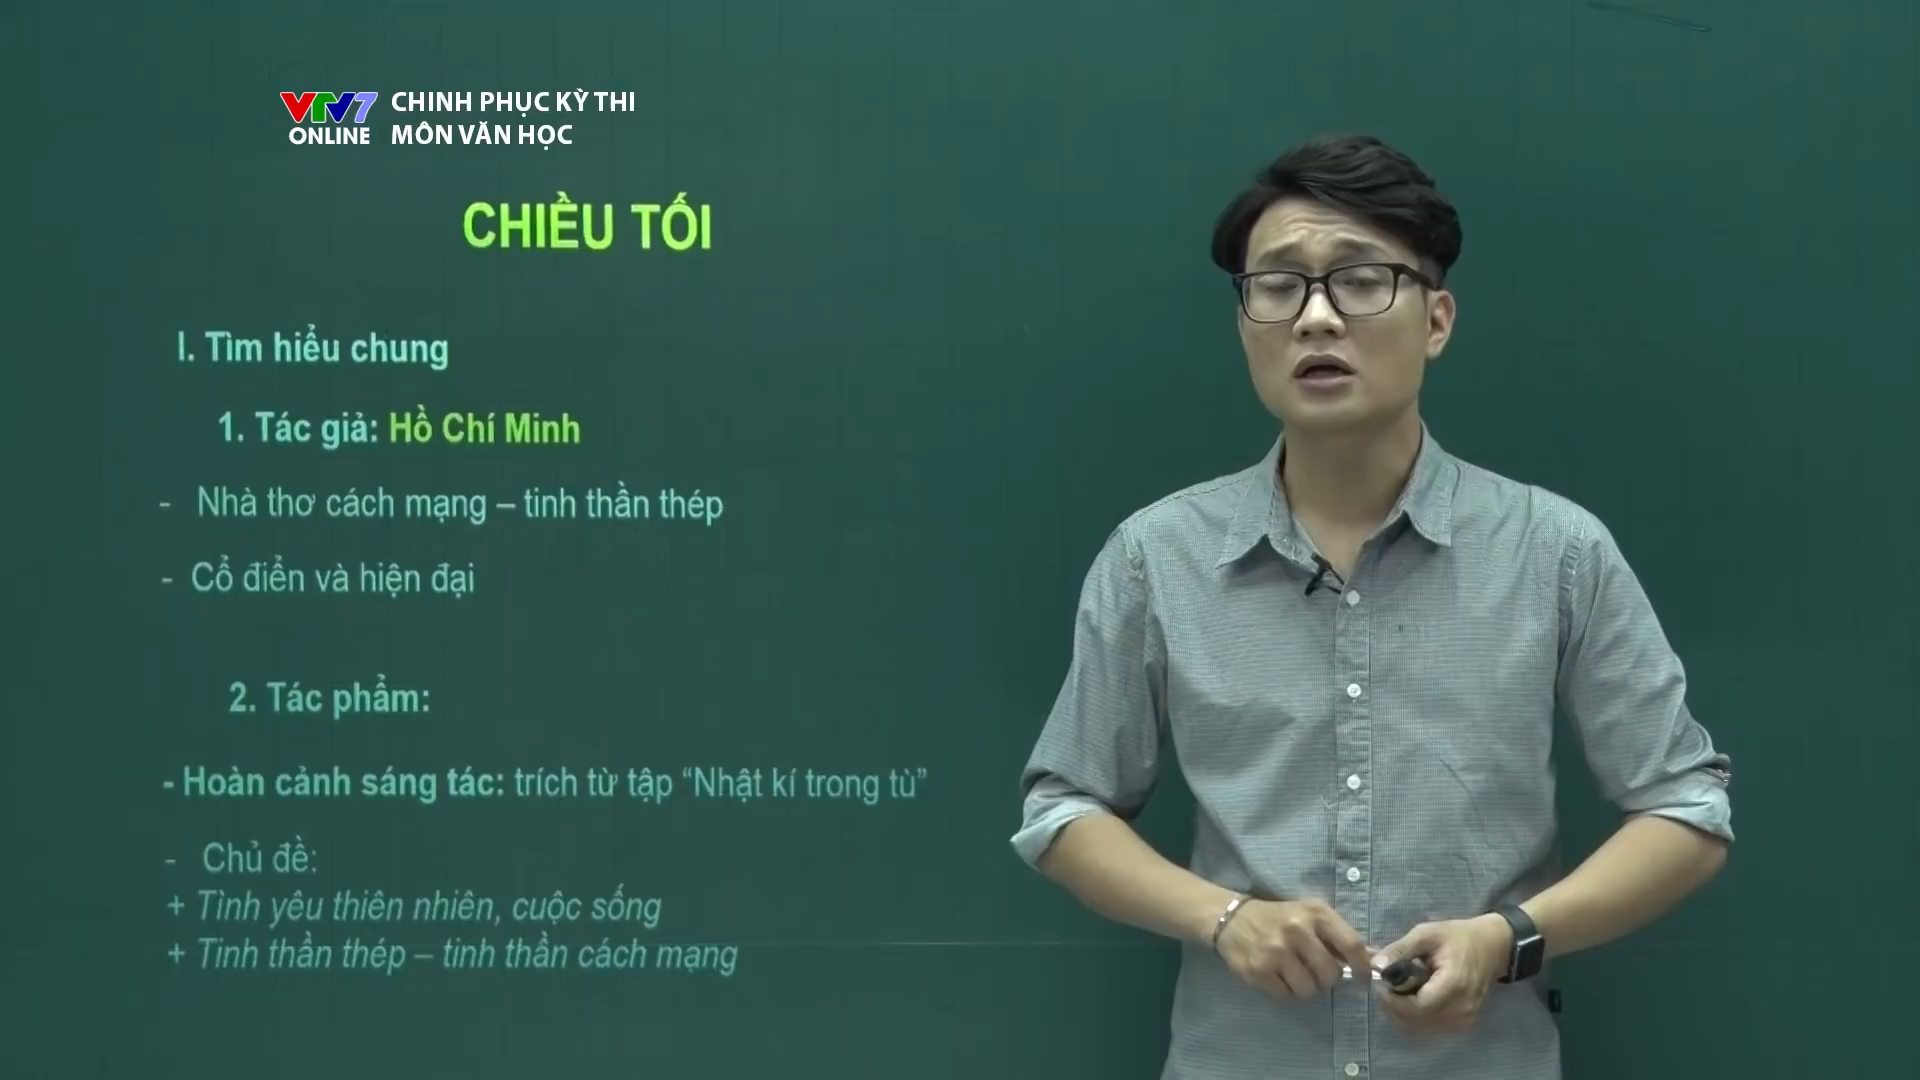 VTV7
ONLINE
CHINH PHỤC KỲ THI
MÔN VĂN HỌC
CHIỀU TỐI
I. Tìm hiểu chung
1. Tác giả: Hồ Chí Minh
- Nhà thơ cách mạng – tinh thần thép
- Cổ điển và hiện đại
2. Tác phẩm:
- Hoàn cảnh sáng tác: trích từ tập “Nhật kí trong tù”
- Chủ đề:
+ Tình yêu thiên nhiên, cuộc sống
+ Tinh thần thép – tinh thần cách mạng